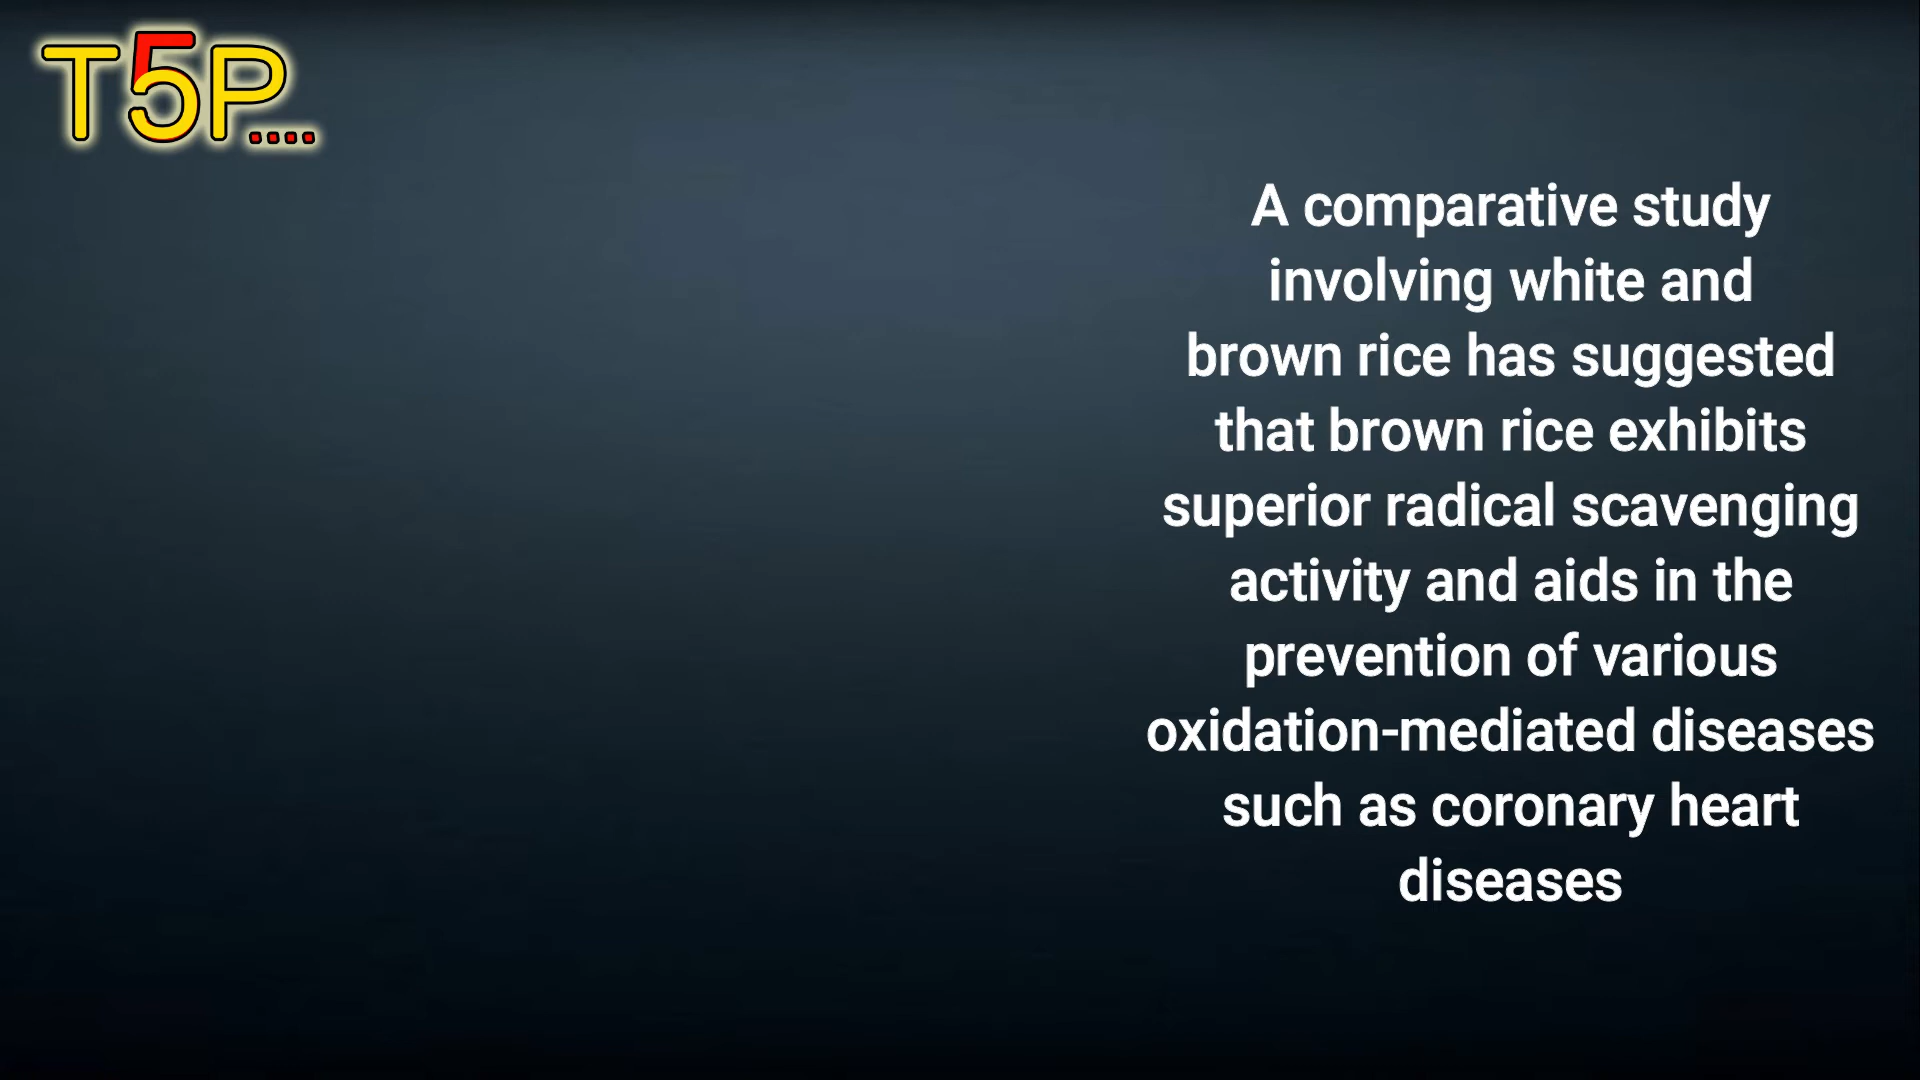 T5P....
A comparative study
involving white and
brown rice has suggested
that brown rice exhibits
superior radical scavenging
activity and aids in the
prevention of various
oxidation-mediated diseases
such as coronary heart
diseases